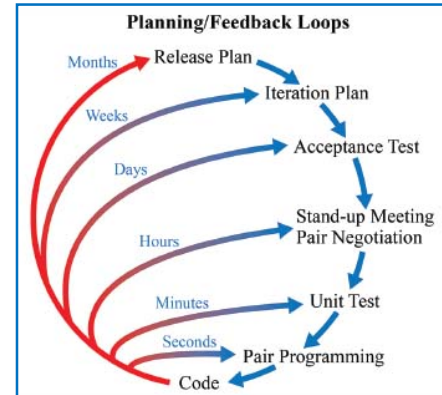 Planning/Feedback Loops
Months
Release Plan
Weeks
Iteration Plan
Days
Acceptance Test
Hours
Stand-up Meeting
Pair Negotiation
Minutes
Unit Test
Seconds
Pair Programming
Code